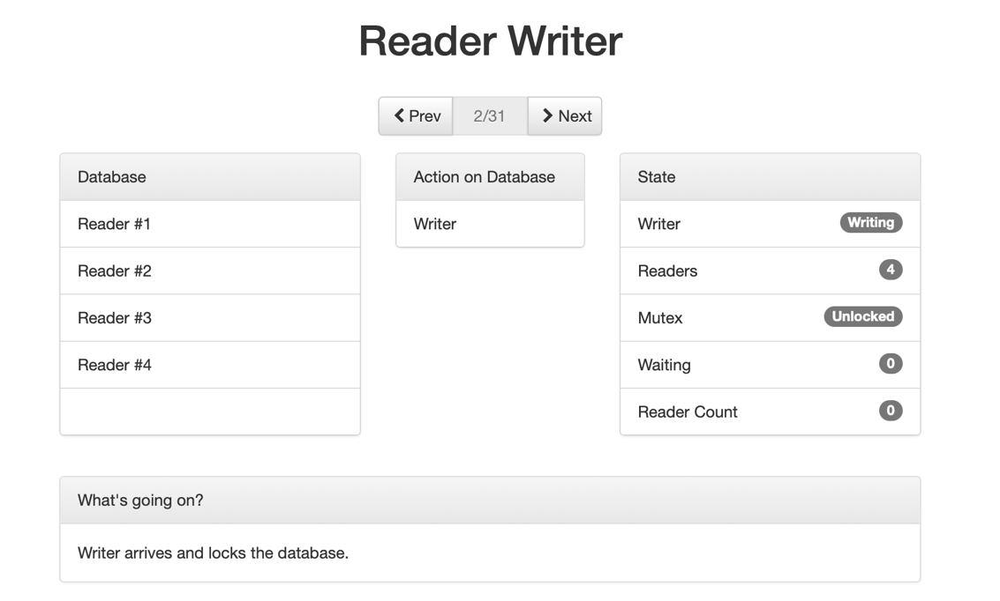 Reader Writer
Prev 2/31 Next
Database
Reader #1
Reader #2
Reader #3
Reader #4
Action on Database
Writer
State
Writer Writing
Readers 4
Mutex Unlocked
Waiting 0
Reader Count 0
What's going on?
Writer arrives and locks the database.